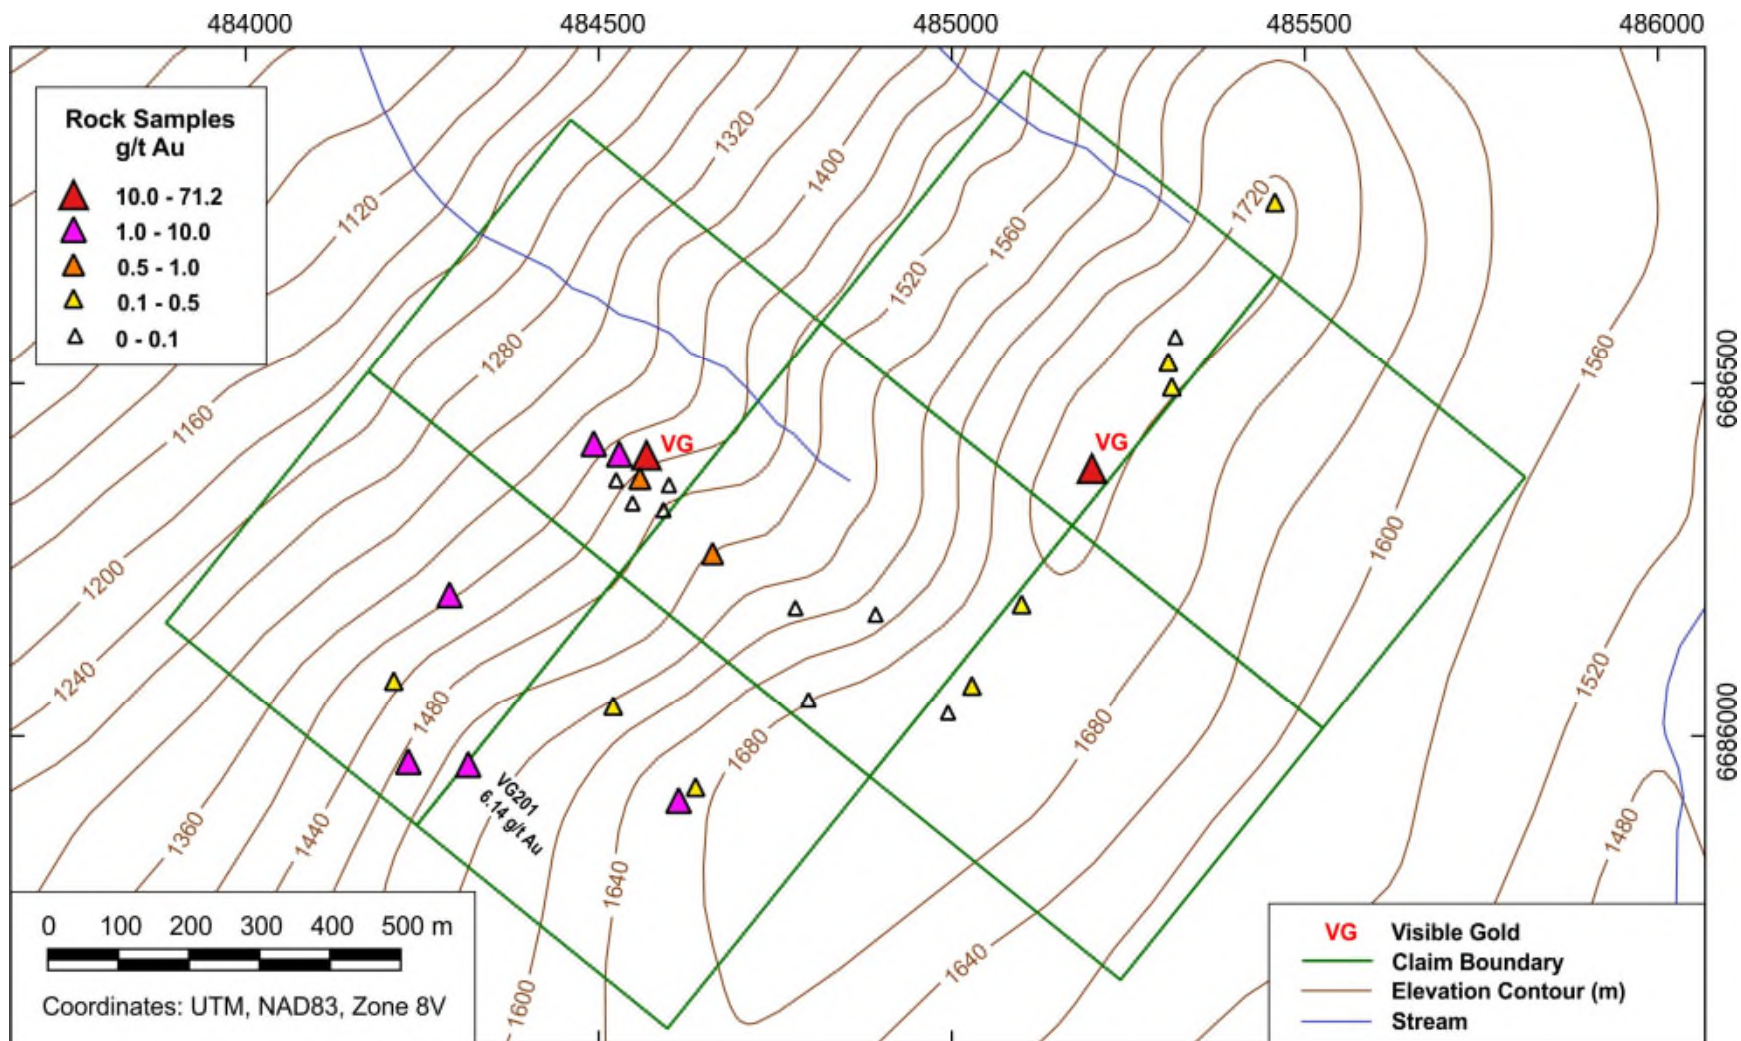 484000 484500 485000 485500 486000
Rock Samples
g/t Au
10.0 - 71.2
1.0 - 10.0
0.5 - 1.0
0.1 - 0.5
0 - 0.1
1120
1320
1400
1720
1560
1520
1280
1160
1560
6686500
VG
VG
1600
1200
1240
1480
1680
1680
1520
6686000
VG201
6.14 g/t Au
1360
1440
1640
1480
1600
1640
0 100 200 300 400 500 m
Coordinates: UTM, NAD83, Zone 8V
VG Visible Gold
Claim Boundary
Elevation Contour (m)
Stream